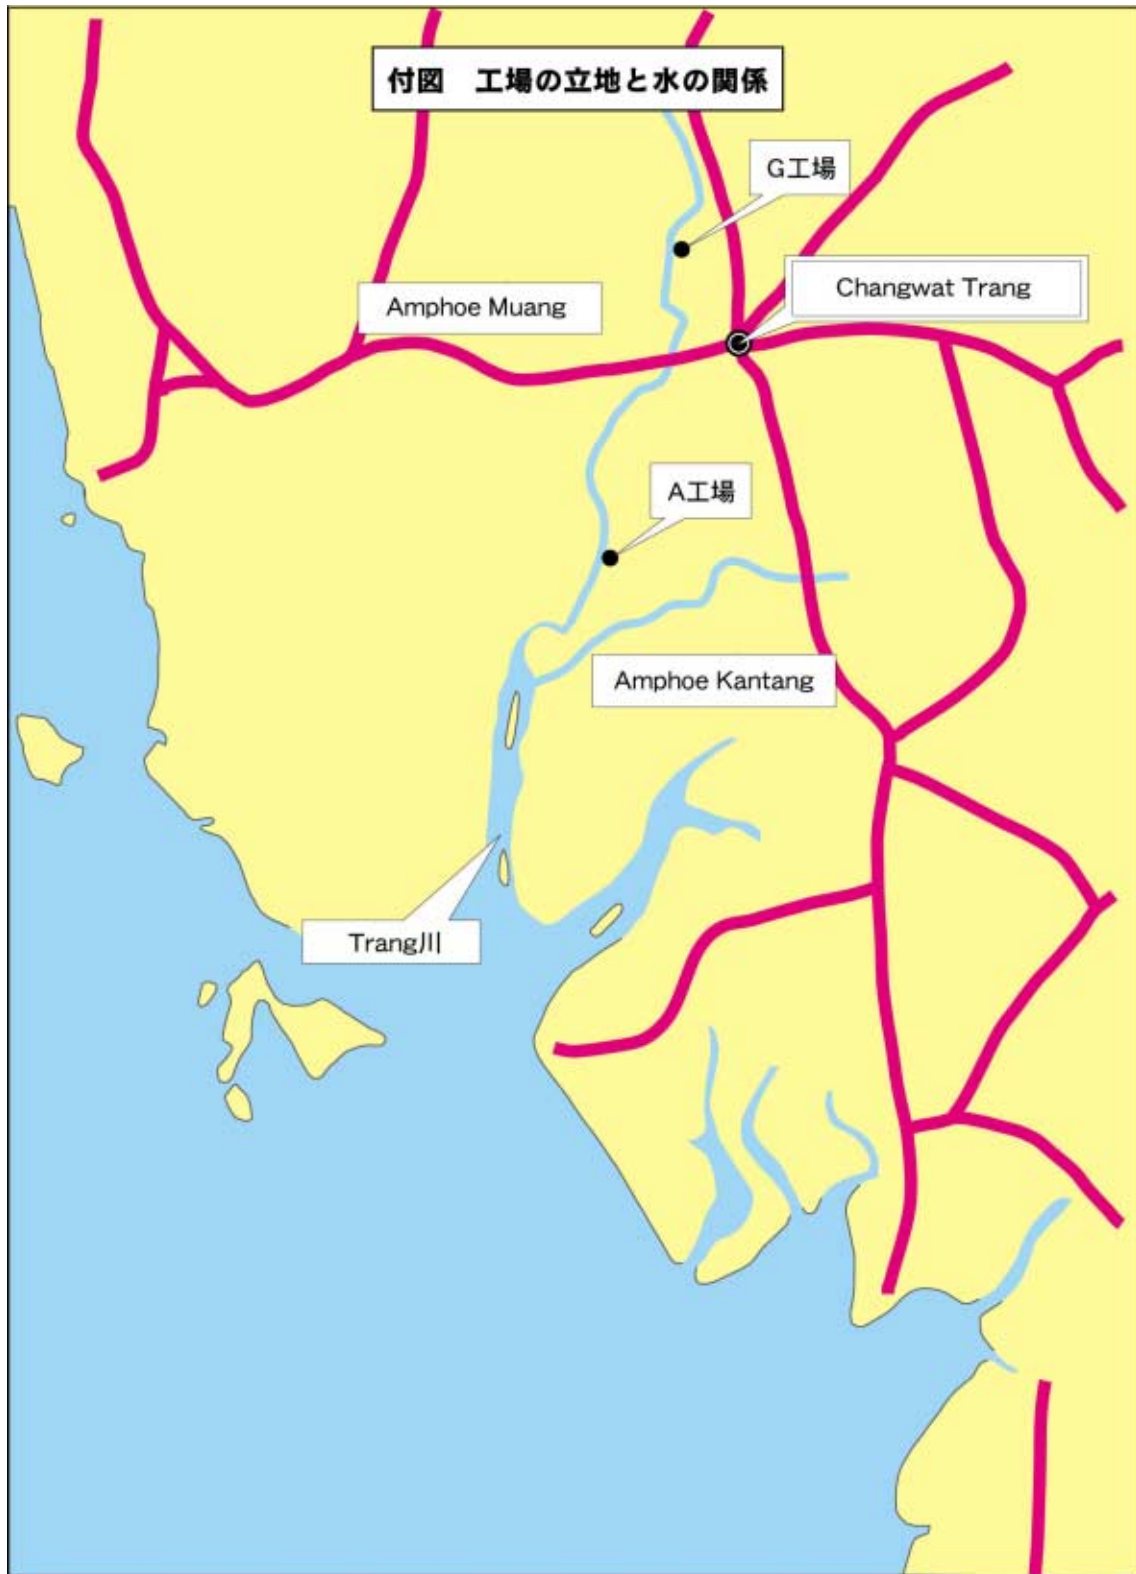 付図　工場の立地と水の関係
G工場
Changwat Trang
Amphoe Muang
A工場
Amphoe Kantang
Trang川